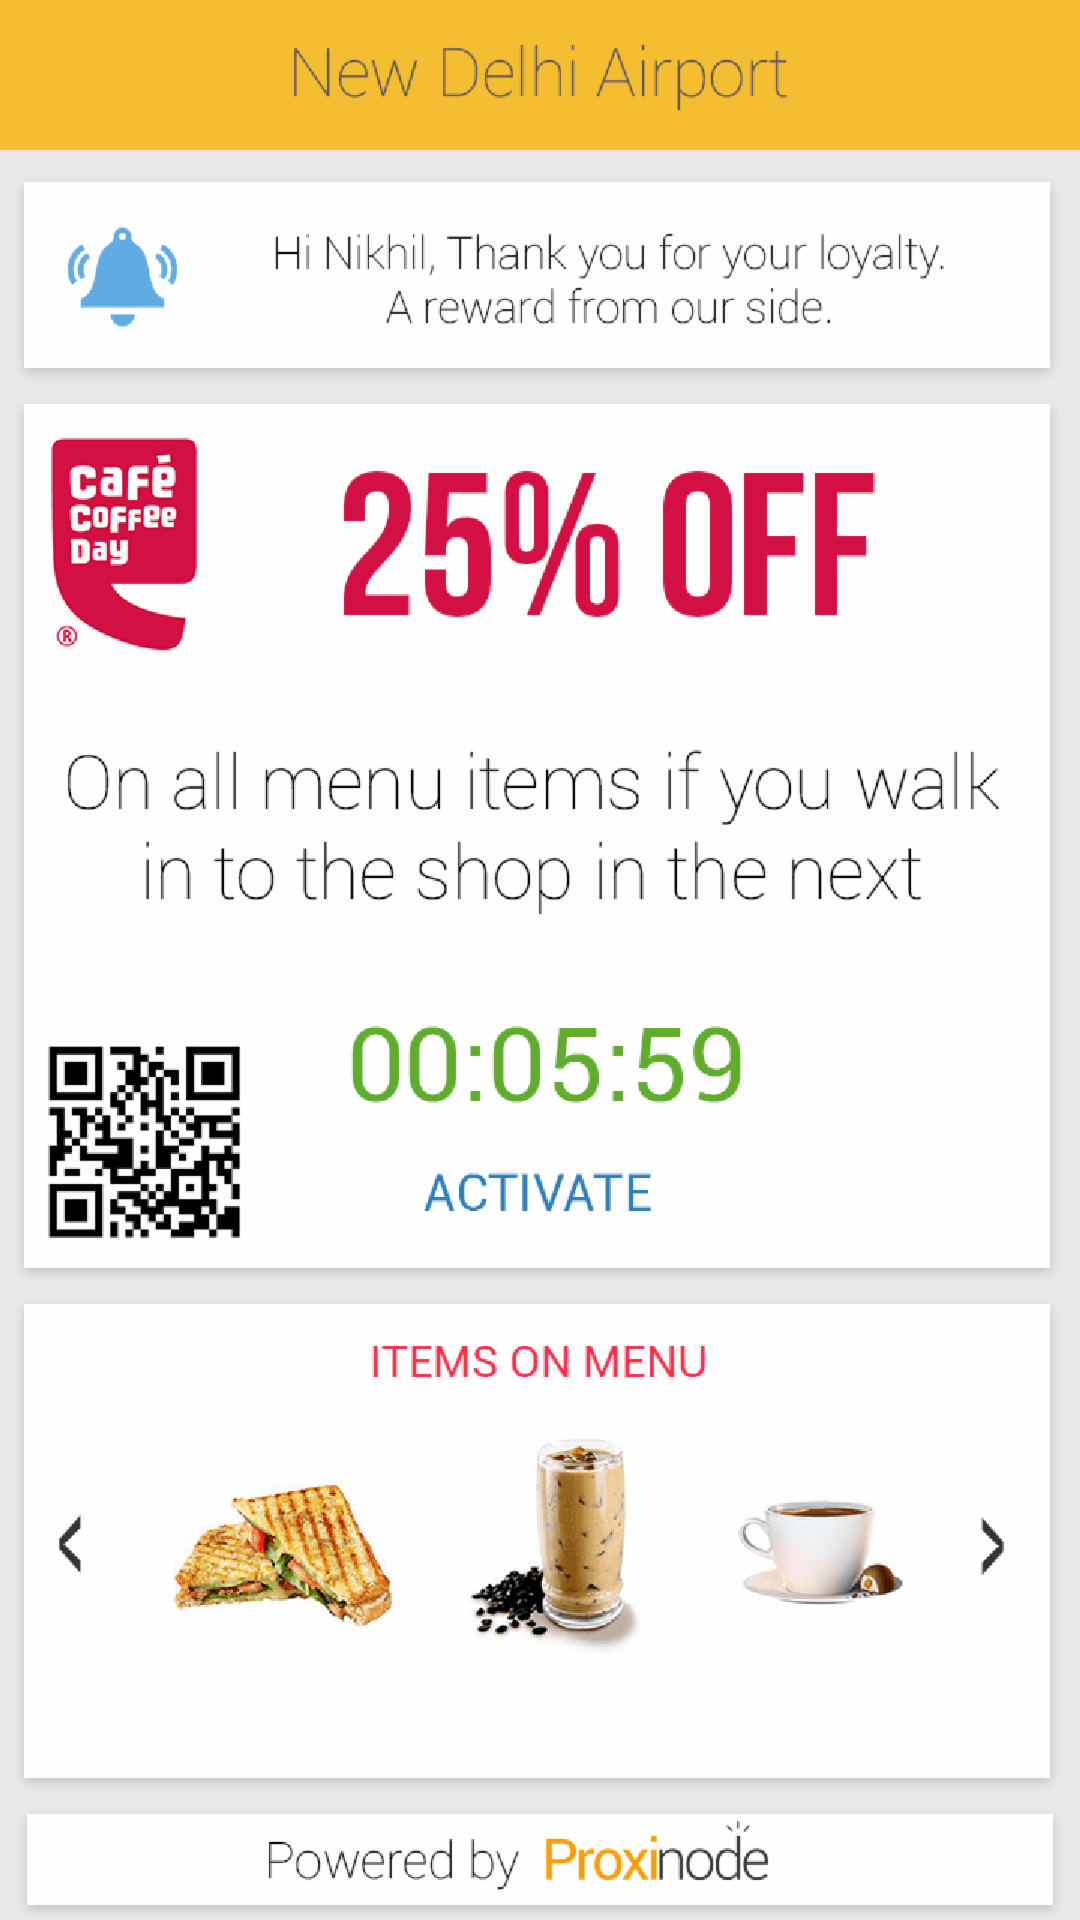 New Delhi Airport
Hi Nikhil, Thank you for your loyalty.
A reward from our side.
Café
Coffee
Day
®
25% OFF
On all menu items if you walk
in to the shop in the next
00:05:59
ACTIVATE
ITEMS ON MENU
Powered by Proxinode